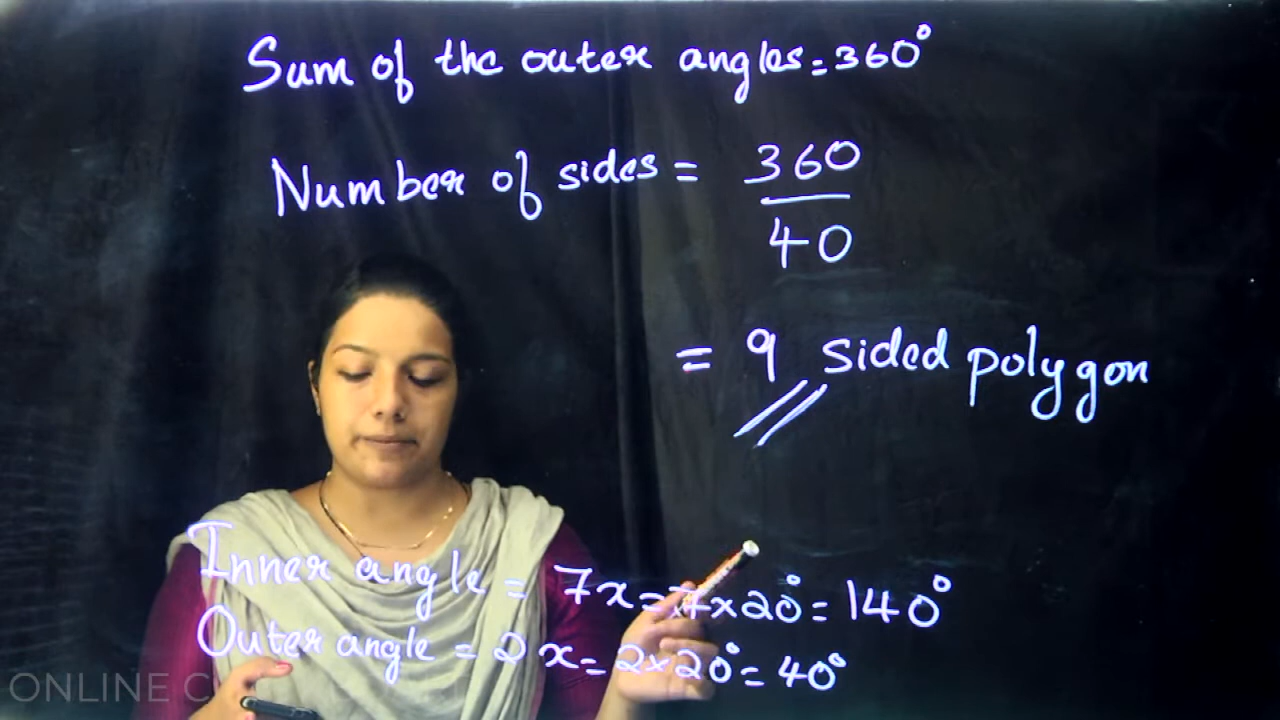 Sum of the outer angles = 360°
Number of sides = 360/40
= 9 sided polygon
Inner angle = 7x = 7x20° = 140°
Outer angle = 2x = 2x20° = 40°
ONLINE